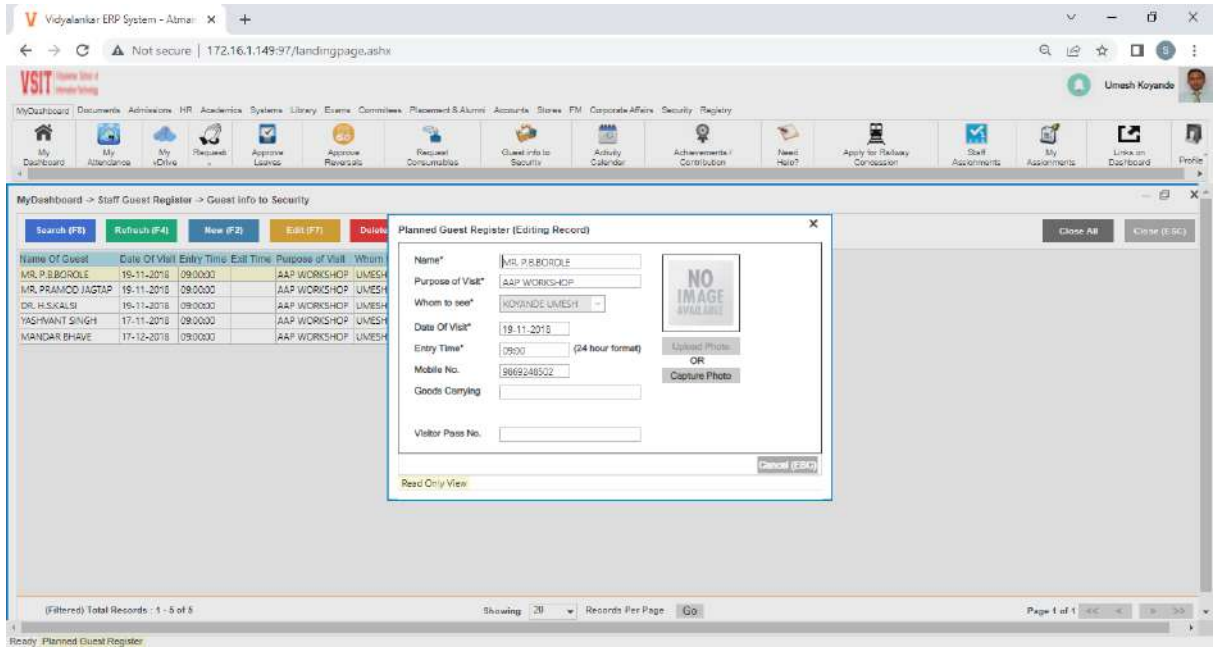 Vidyalankar ERP System - Atmar
Not secure | 172.16.1.149:97/landingpage.ashx
S
VSIT
Umesh Koyande
MyDashboard Documents Admissions HR Academics Systems Library Exams Commitees Placement & Alumni Accounts Stores FM Corporate Affairs Security Registry
My Dashboard
My Attendance
My vDrive
Request
Approve Leaves
Approve Reversals
Request Consumables
Guest info to Security
Activity Calender
Achievements / Contribution
Need Help?
Apply for Railway Concession
Staff Assignments
My Assignments
Links on Dashboard
Profile
MyDashboard -> Staff Guest Register -> Guest info to Security
Search (F8) Refresh (F4) New (F2) Edit (F7) Delete Close All Close (ESC)
Name Of Guest Date Of Visit Entry Time Exit Time Purpose of Visit Whom
MR. P.B.BOROLE 19-11-2018 09:00:00 AAP WORKSHOP UMESH
MR. PRAMOD JAGTAP 19-11-2018 09:00:00 AAP WORKSHOP UMESH
DR. H.S.KALSI 19-11-2018 09:00:00 AAP WORKSHOP UMESH
YASHVANT SINGH 17-11-2018 09:00:00 AAP WORKSHOP UMESH
MANDAR BHAVE 17-12-2018 09:00:00 AAP WORKSHOP UMESH
Planned Guest Register (Editing Record)
Name* MR. P.B.BOROLE
Purpose of Visit* AAP WORKSHOP
Whom to see* KOYANDE UMESH
Date Of Visit* 19-11-2018
Entry Time* 09:00 (24 hour format)
Mobile No. 9869248502
Goods Carrying
Visitor Pass No.
NO
IMAGE
AVAILABLE
Upload Photo
OR
Capture Photo
Cancel (ESC)
Read Only View
(Filtered) Total Records : 1 - 5 of 5 Showing 20 Records Per Page Go Page 1 of 1 << < > >>
Ready Planned Guest Register